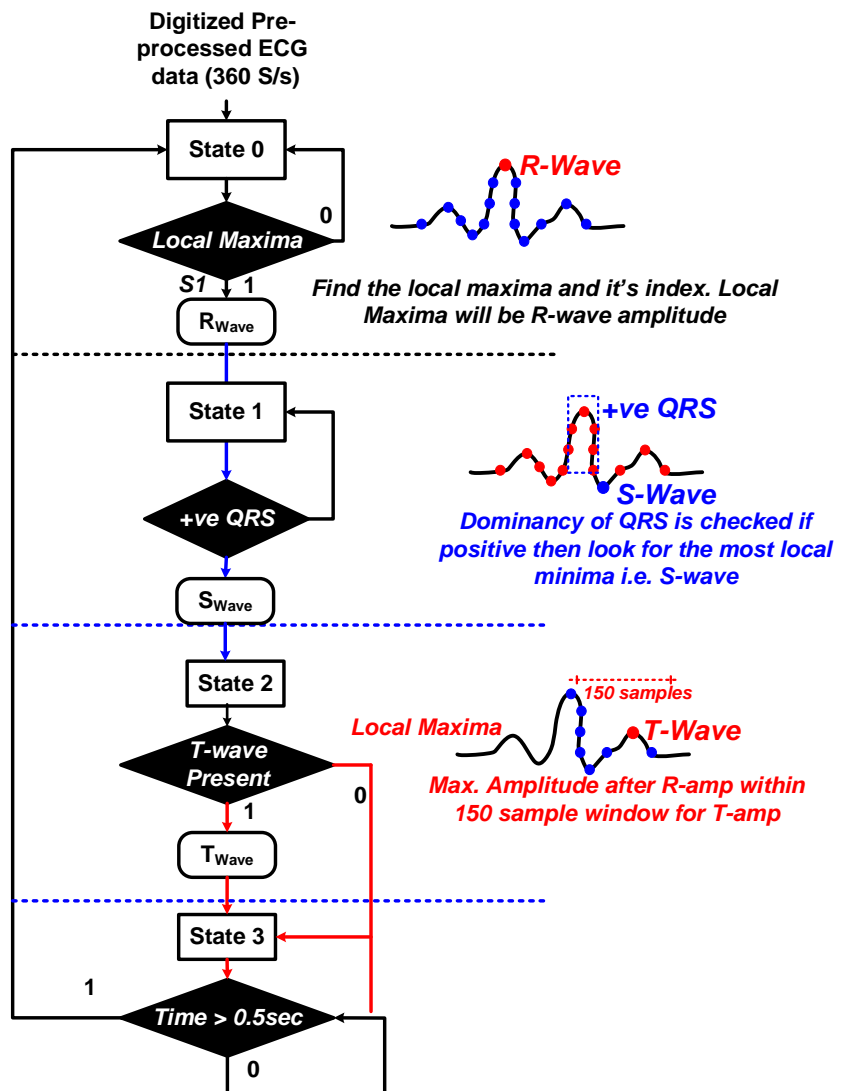 Digitized Pre-
processed ECG
data (360 S/s)
State 0
R-Wave
0
Local Maxima
S1 1
Find the local maxima and it's index. Local
Maxima will be R-wave amplitude
R Wave
State 1
+ve QRS
S-Wave
+ve QRS
Dominancy of QRS is checked if
positive then look for the most local
minima i.e. S-wave
S Wave
State 2
150 samples
Local Maxima
T-Wave
T-wave
Present
0
Max. Amplitude after R-amp within
150 sample window for T-amp
1
T Wave
State 3
1
Time > 0.5sec
0